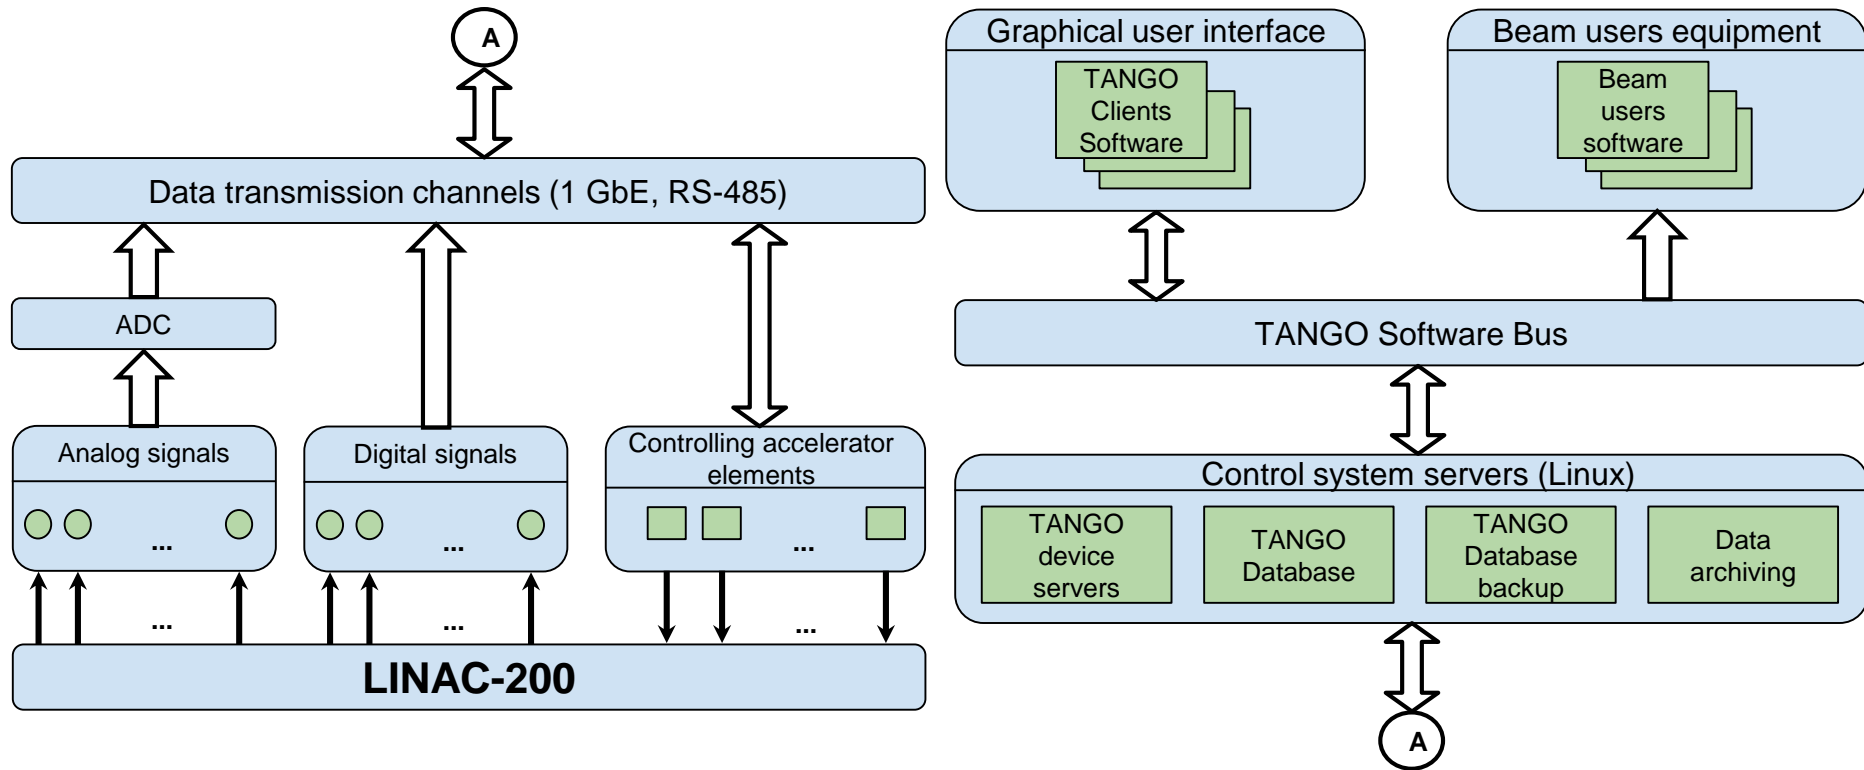 A
Data transmission channels (1 GbE, RS-485)
ADC
Analog signals
...
...
Digital signals
...
...
Controlling accelerator
elements
...
...
LINAC-200
Graphical user interface
TANGO
Clients
Software
Beam users equipment
Beam
users
software
TANGO Software Bus
Control system servers (Linux)
TANGO
device
servers
TANGO
Database
TANGO
Database
backup
Data
archiving
A